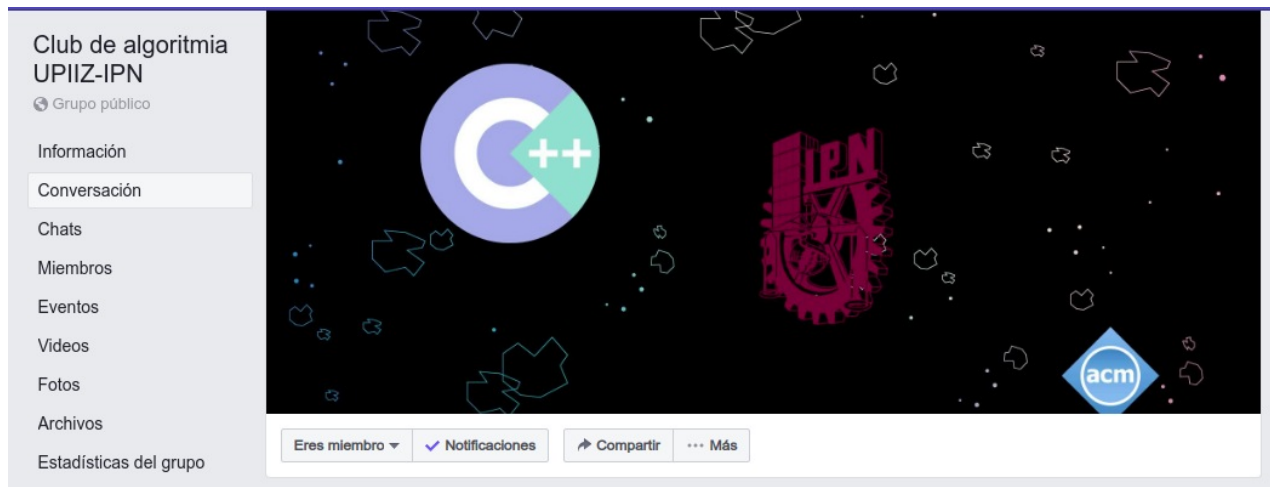 Club de algoritmia
UPIIZ-IPN
Grupo público
Información
Conversación
Chats
Miembros
Eventos
Videos
Fotos
Archivos
Estadísticas del grupo
C++
IPN
acm
Eres miembro
Notificaciones
Compartir
Más